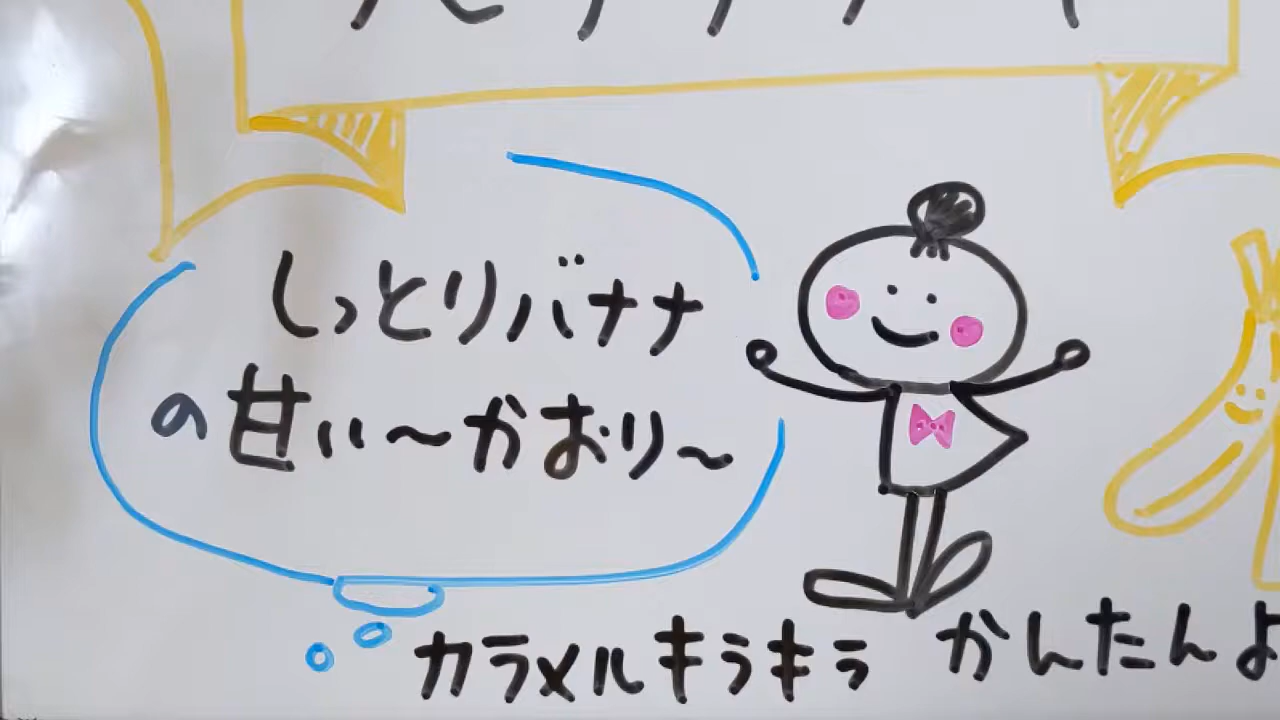 しっとりバナナ
の甘い～かおり～
カラメルキラキラ かんたんよ